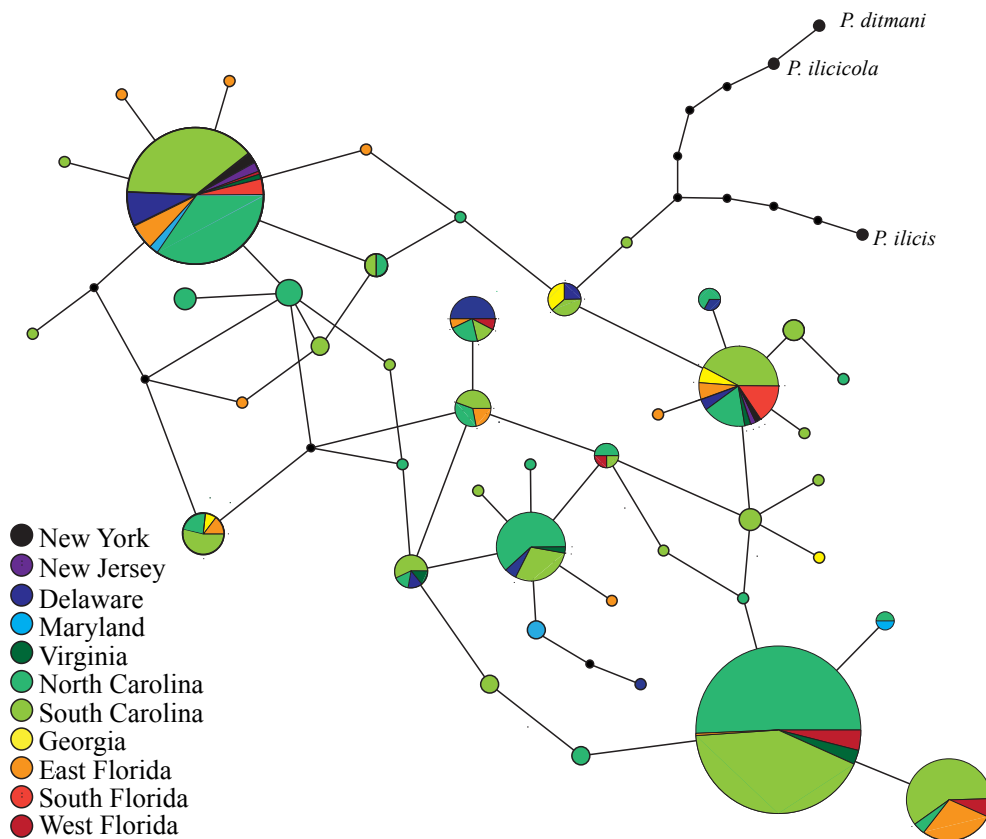 P. ditmani
P. ilicicola
P. ilicis
New York
New Jersey
Delaware
Maryland
Virginia
North Carolina
South Carolina
Georgia
East Florida
South Florida
West Florida